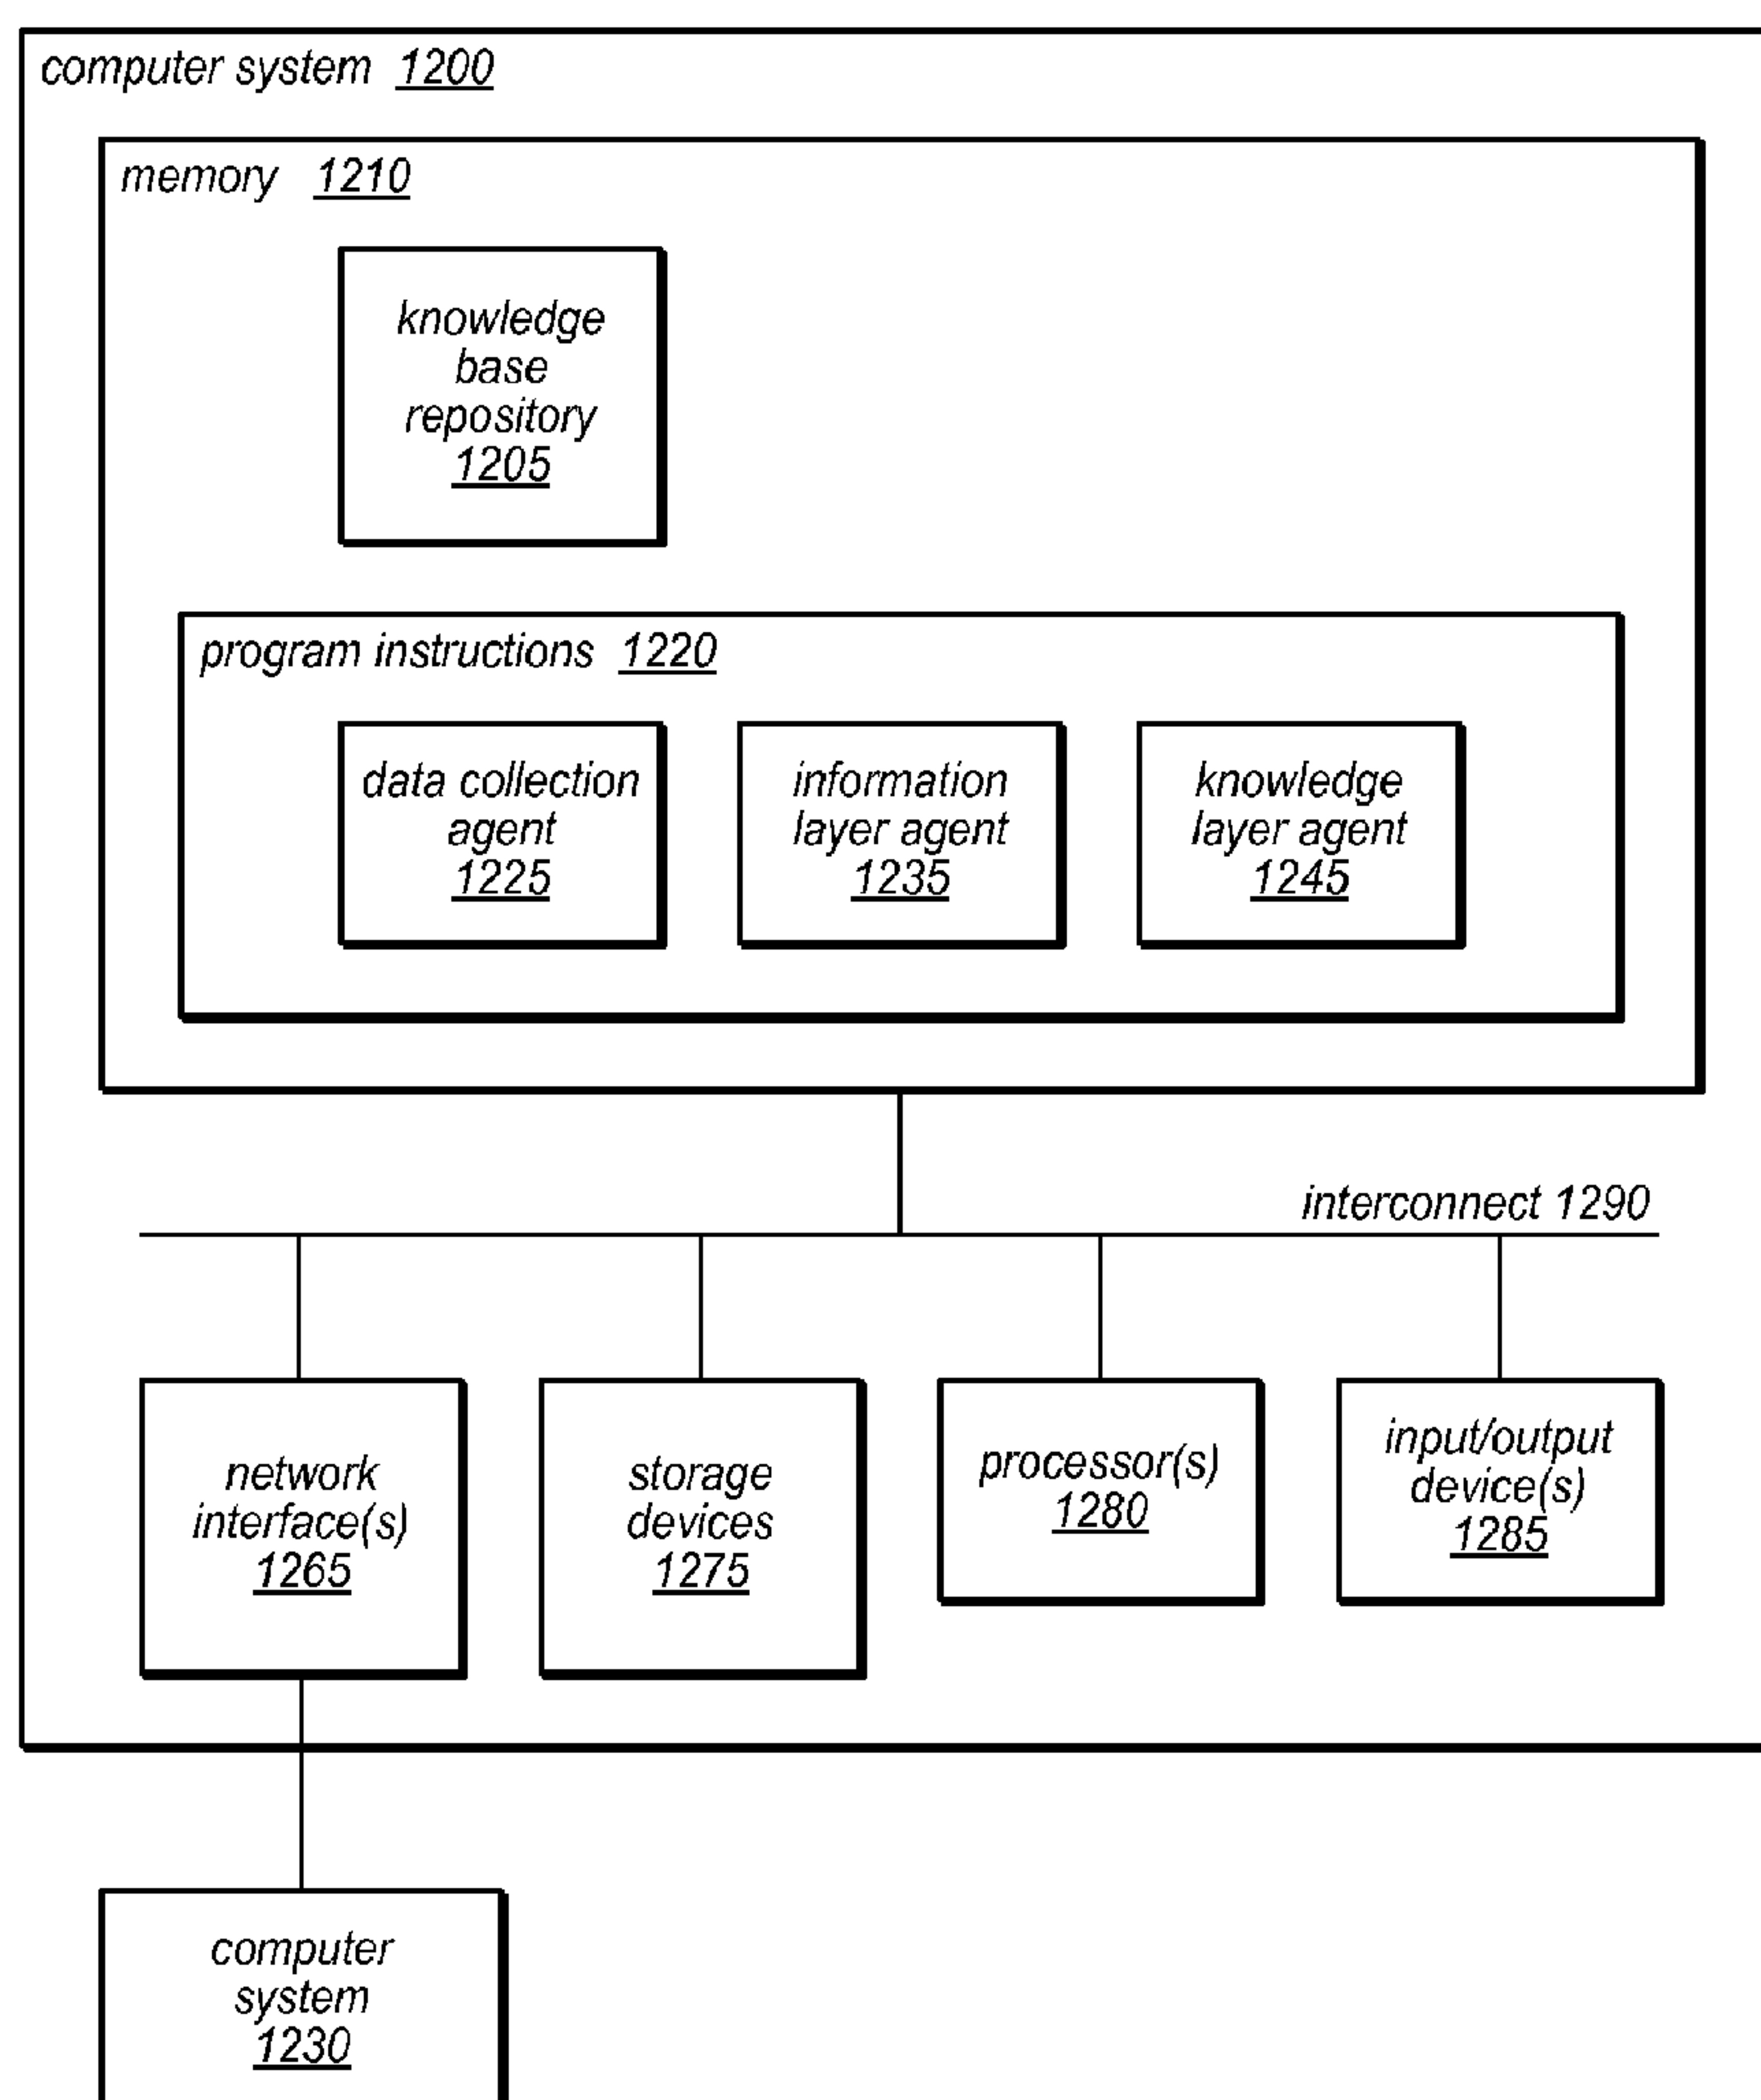 computer system 1200
memory 1210
knowledge
base
repository
1205
program instructions 1220
data collection
agent
1225
information
layer agent
1235
knowledge
layer agent
1245
interconnect 1290
network
interface(s)
1265
storage
devices
1275
processor(s)
1280
input/output
device(s)
1285
computer
system
1230